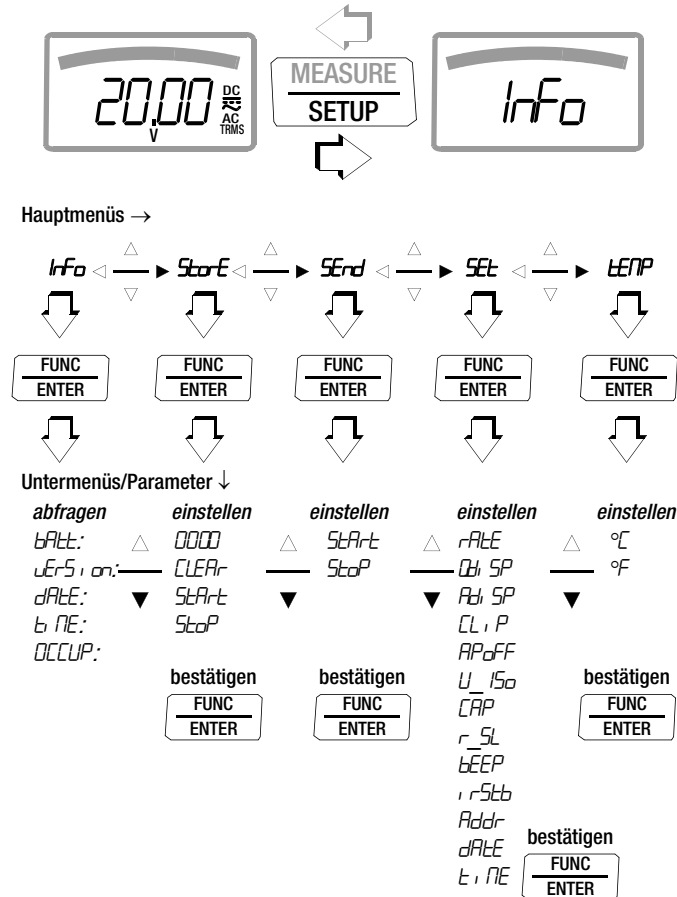 20.00 V DC AC TRMS
MEASURE
SETUP
InFo
Hauptmenüs →
InFo StorE SEnd SEt tEMP
FUNC FUNC FUNC FUNC FUNC
ENTER ENTER ENTER ENTER ENTER
Untermenüs/Parameter ↓
abfragen einstellen einstellen einstellen einstellen
bAtt: 0000 StArt rAtE °C
vErSion: CLEAr StoP 0diSP °F
dAtE: StArt AdiSP
tiME: StoP CLiP
OCCUP: APoFF
bestätigen bestätigen U_ISo bestätigen
FUNC FUNC CAP FUNC
ENTER ENTER r_SL ENTER
bEEP
irStb
Addr
dAtE bestätigen
tiME FUNC
ENTER